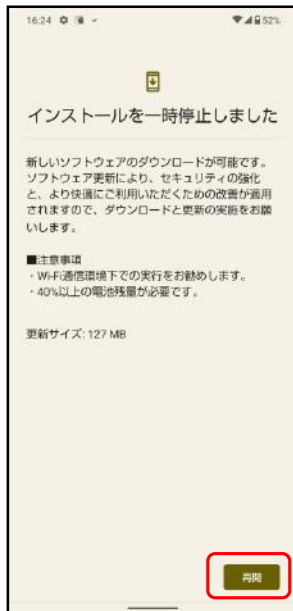 16:24
52%
インストールを一時停止しました
新しいソフトウェアのダウンロードが可能です。
ソフトウェア更新により、セキュリティの強化
と、より快適にご利用いただくための改善が適用
されますので、ダウンロードと更新の実施をお願
いします。
■注意事項
・Wi-Fi通信環境下での実行をお勧めします。
・40%以上の電池残量が必要です。
更新サイズ: 127 MB
再開